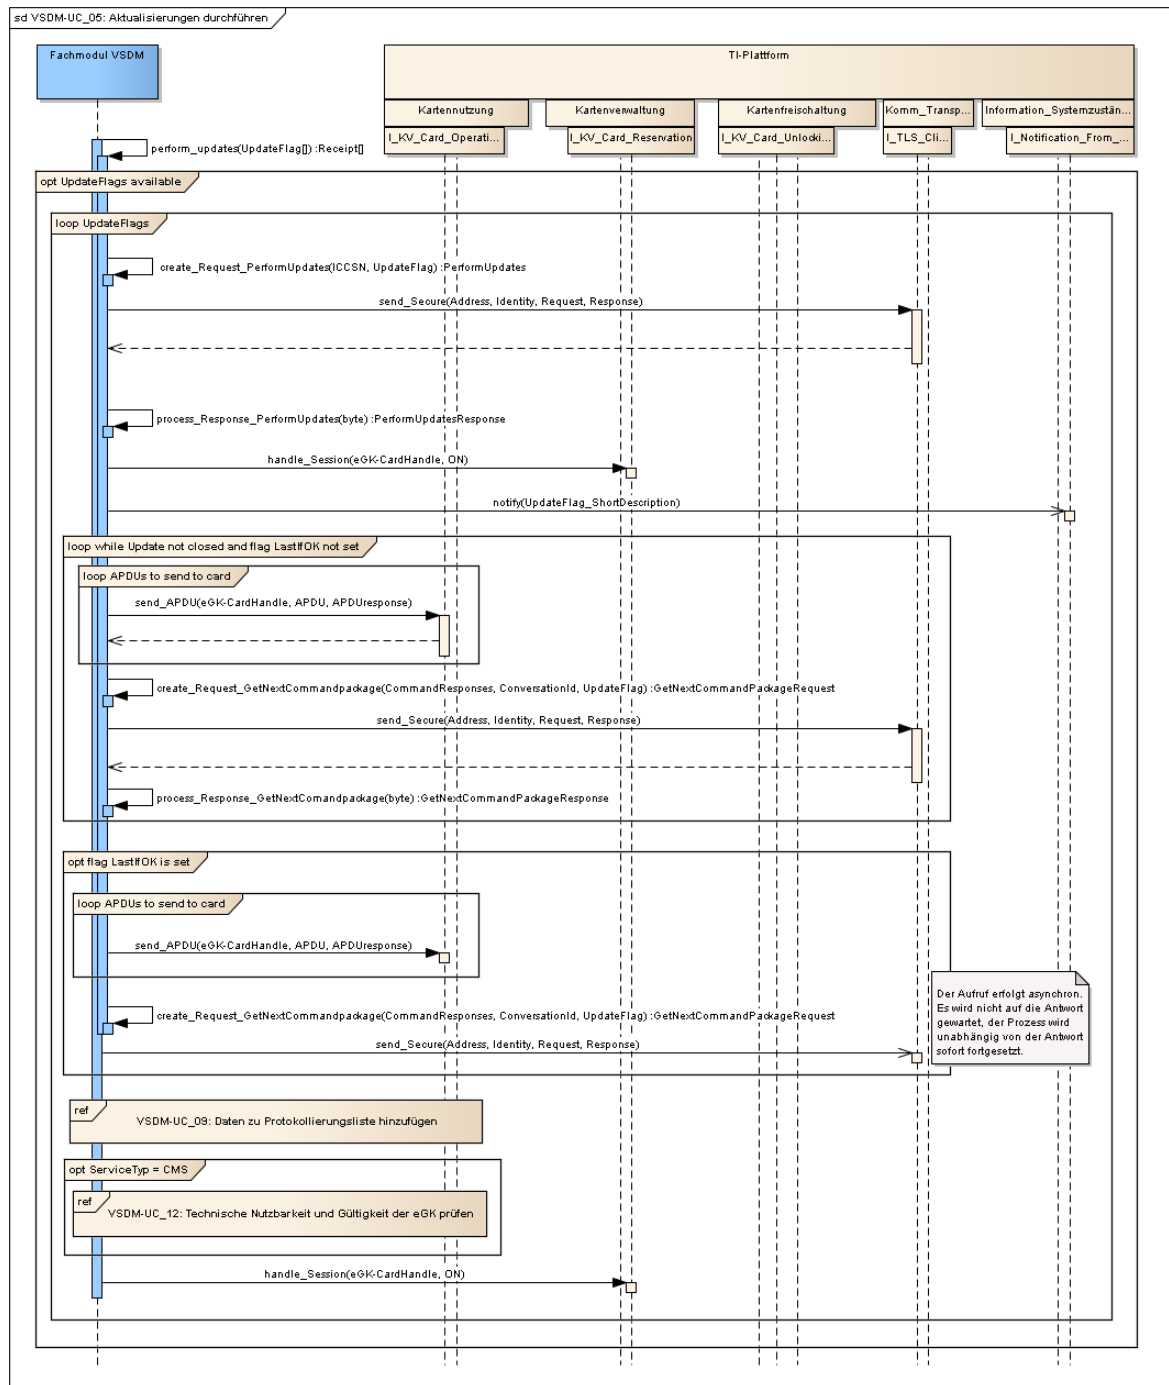 sd VSDM-UC_05: Aktualisierungen durchführen
Fachmodul VSDM
TI-Plattform
Kartennutzung
Kartenverwaltung
Kartenfreischaltung
Komm_Transp...
Information_Systemzustän...
I_KV_Card_Operati...
I_KV_Card_Reservation
I_KV_Card_Unlocki...
I_TLS_Cli...
I_Notification_From_...
perform_updates(UpdateFlag[]) :Receipt[]
opt UpdateFlags available
loop UpdateFlags
create_Request_PerformUpdates(ICCSN, UpdateFlag) :PerformUpdates
send_Secure(Address, Identity, Request, Response)
process_Response_PerformUpdates(byte) :PerformUpdatesResponse
handle_Session(eGK-CardHandle, ON)
notify(UpdateFlag_ShortDescription)
loop while Update not closed and flag LastIfOK not set
loop APDUs to send to card
send_APDU(eGK-CardHandle, APDU, APDUresponse)
create_Request_GetNextCommandpackage(CommandResponses, ConversationId, UpdateFlag) :GetNextCommandPackageRequest
send_Secure(Address, Identity, Request, Response)
process_Response_GetNextComandpackage(byte) :GetNextCommandPackageResponse
opt flag LastIfOK is set
loop APDUs to send to card
send_APDU(eGK-CardHandle, APDU, APDUresponse)
Der Aufruf erfolgt asynchron.
Es wird nicht auf die Antwort
gewartet, der Prozess wird
unabhängig von der Antwort
sofort fortgesetzt.
create_Request_GetNextCommandpackage(CommandResponses, ConversationId, UpdateFlag) :GetNextCommandPackageRequest
send_Secure(Address, Identity, Request, Response)
ref
VSDM-UC_09: Daten zu Protokollierungsliste hinzufügen
opt ServiceTyp = CMS
ref
VSDM-UC_12: Technische Nutzbarkeit und Gültigkeit der eGK prüfen
handle_Session(eGK-CardHandle, ON)